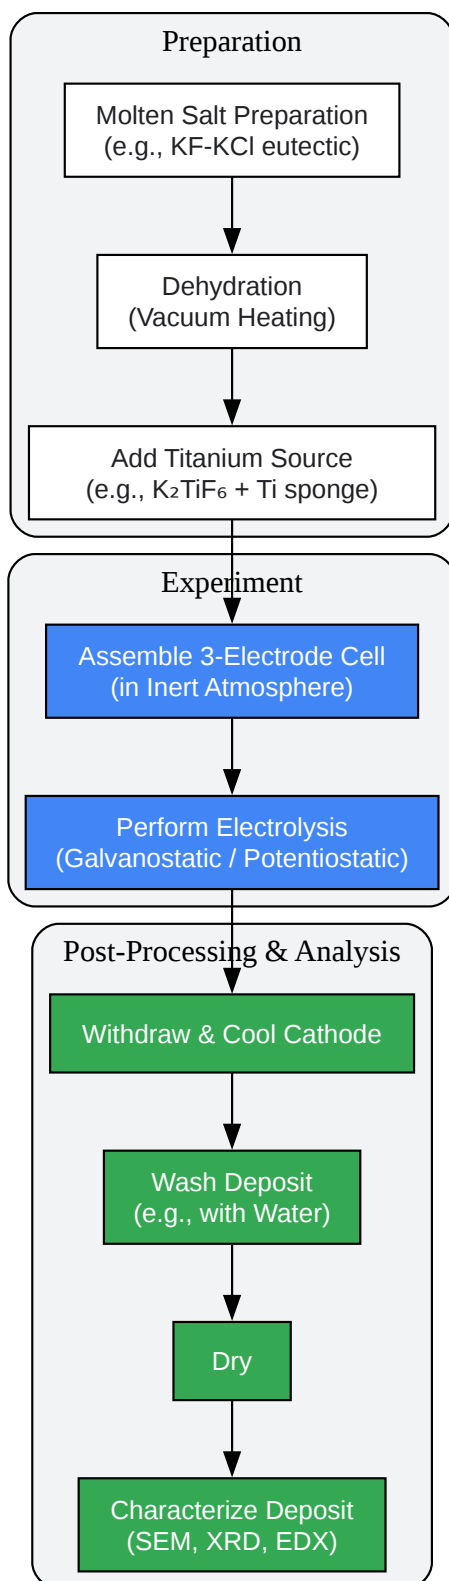 Preparation
Molten Salt Preparation
(e.g., KF-KCl eutectic)
Dehydration
(Vacuum Heating)
Add Titanium Source
(e.g., K₂TiF₆ + Ti sponge)
Experiment
Assemble 3-Electrode Cell
(in Inert Atmosphere)
Perform Electrolysis
(Galvanostatic / Potentiostatic)
Post-Processing & Analysis
Withdraw & Cool Cathode
Wash Deposit
(e.g., with Water)
Dry
Characterize Deposit
(SEM, XRD, EDX)